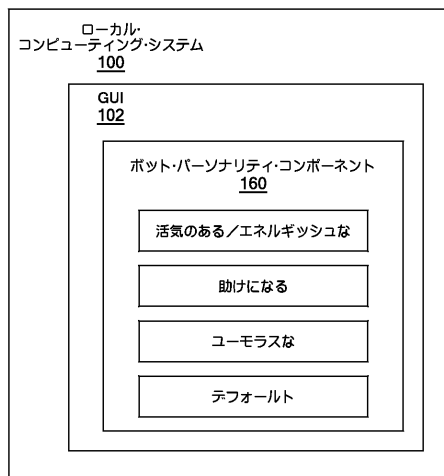 ローカル・
コンピューティング・システム
100
GUI
102
ボット・パーソナリティ・コンポーネント
160
活気のある／エネルギッシュな
助けになる
ユーモラスな
デフォールト